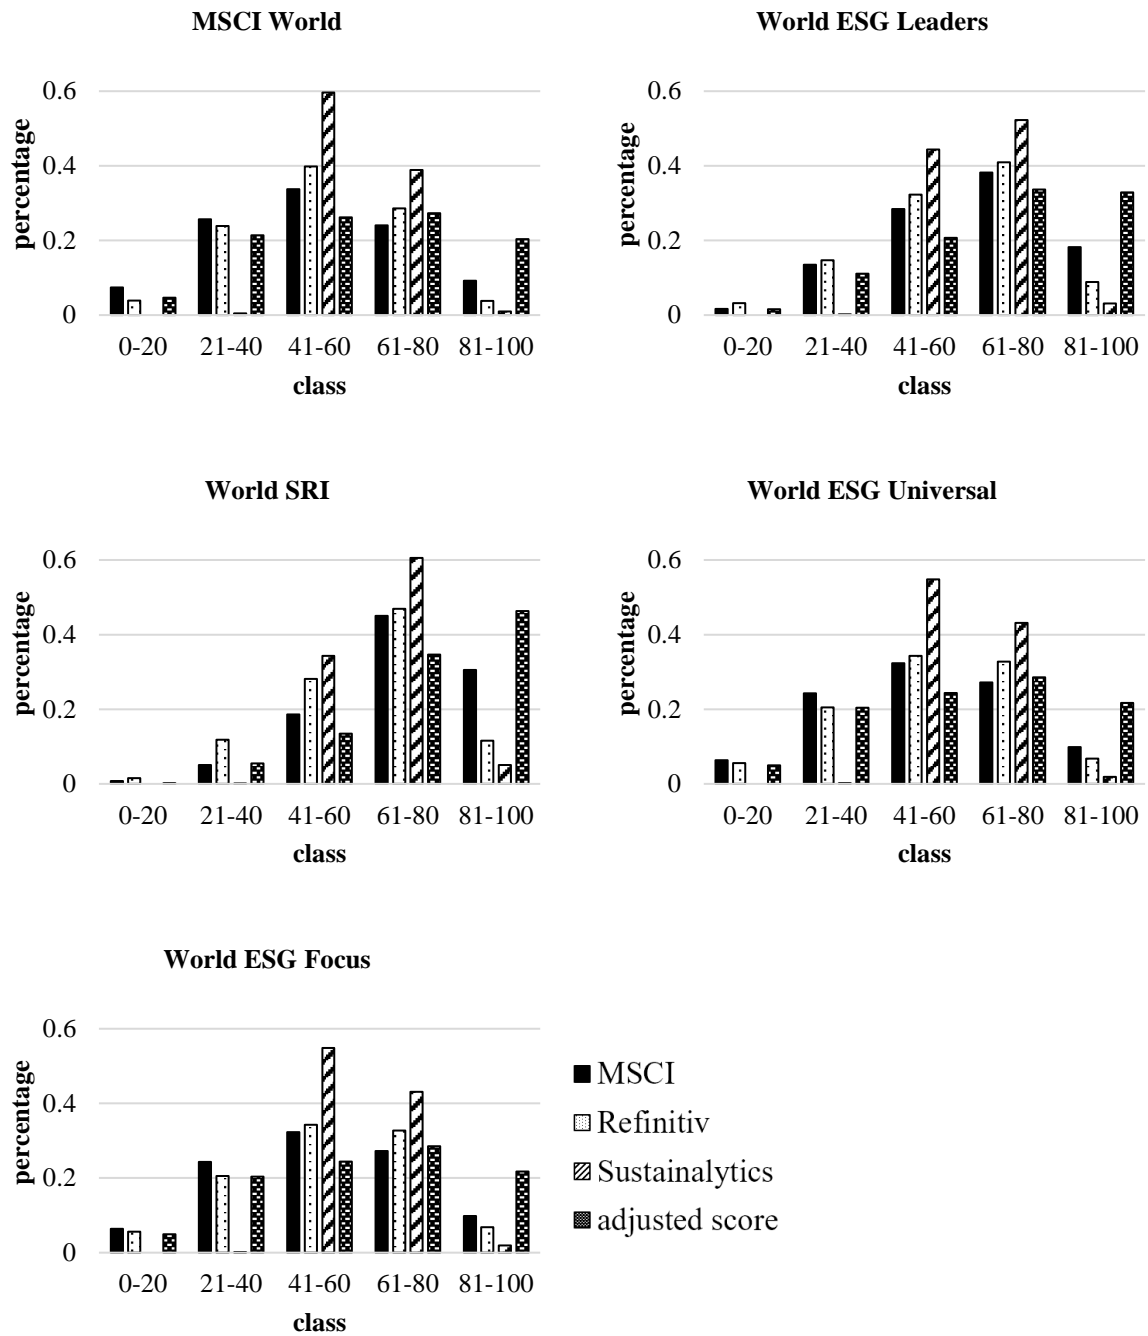 MSCI World
percentage
0.6
0.4
0.2
0
0-20 21-40 41-60 61-80 81-100
class
World ESG Leaders
percentage
0.6
0.4
0.2
0
0-20 21-40 41-60 61-80 81-100
class
World SRI
percentage
0.6
0.4
0.2
0
0-20 21-40 41-60 61-80 81-100
class
World ESG Universal
percentage
0.6
0.4
0.2
0
0-20 21-40 41-60 61-80 81-100
class
World ESG Focus
percentage
0.6
0.4
0.2
0
0-20 21-40 41-60 61-80 81-100
class
MSCI
Refinitiv
Sustainalytics
adjusted score